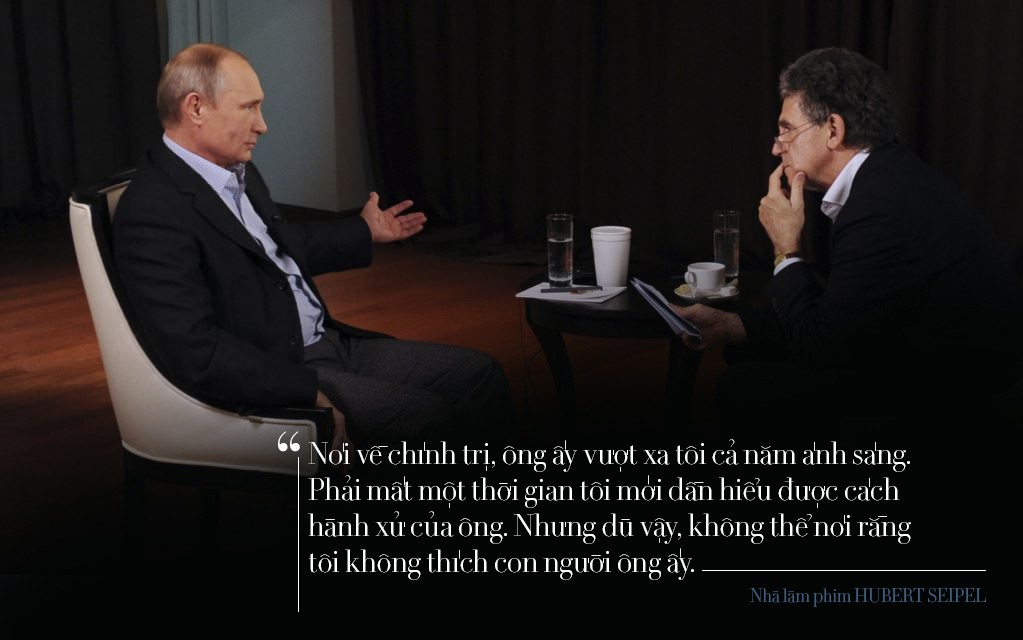 “ Nói về chính trị, ông ấy vượt xa tôi cả năm ánh sáng.
Phải mất một thời gian tôi mới dần hiểu được cách
hành xử của ông. Nhưng dù vậy, không thể nói rằng
tôi không thích con người ông ấy.
Nhà làm phim HUBERT SEIPEL